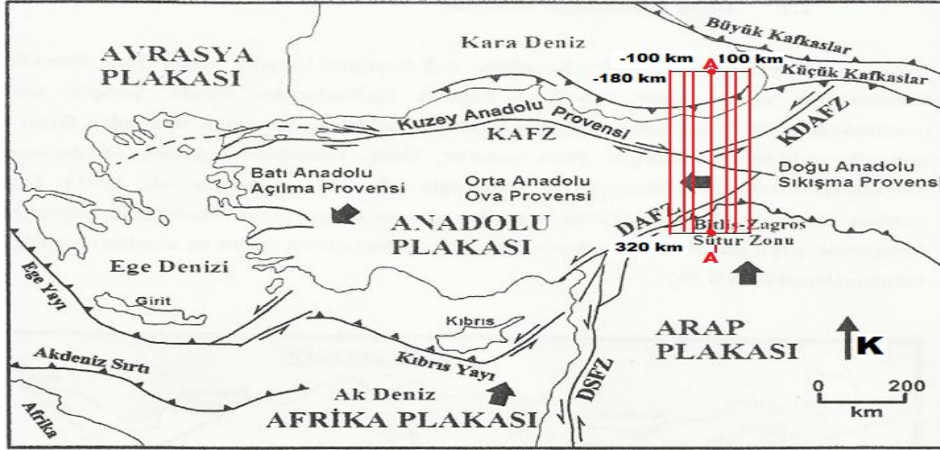 Büyük Kafkaslar
Kara Deniz
AVRASYA
PLAKASI
-100 km A 100 km
-180 km
Küçük Kafkaslar
Kuzey Anadolu Provensi
KAFZ
KDAFZ
Batı Anadolu
Açılma Provensi
Orta Anadolu
Ova Provensi
Doğu Anadolu
Sıkışma Provensi
DAFZ
ANADOLU
PLAKASI
Bitlis-Zagros
Sütur Zonu
320 km
A'
Ege Denizi
Ege Yayı
Girit
Kıbrıs
ARAP
PLAKASI
K
Akdeniz Sırtı
Kıbrıs Yayı
DSFZ
0 200
km
Ak Deniz
AFRİKA PLAKASI
Afrika